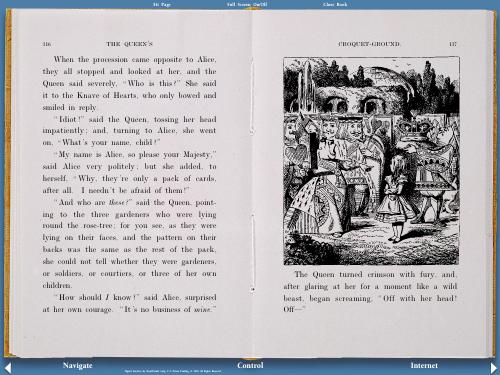 Fit Page
Full Screen On/Off
Close Book
116
THE QUEEN'S
When the procession came opposite to Alice,
they all stopped and looked at her, and the
Queen said severely, "Who is this?" She said
it to the Knave of Hearts, who only bowed and
smiled in reply.
"Idiot!" said the Queen, tossing her head
impatiently; and, turning to Alice, she went
on, "What's your name, child?"
"My name is Alice, so please your Majesty,"
said Alice very politely; but she added, to
herself, "Why, they're only a pack of cards,
after all. I needn't be afraid of them!"
"And who are these?" said the Queen, point-
ing to the three gardeners who were lying
round the rose-tree; for you see, as they were
lying on their faces, and the pattern on their
backs was the same as the rest of the pack,
she could not tell whether they were gardeners,
or soldiers, or courtiers, or three of her own
children.
"How should I know?" said Alice, surprised
at her own courage. "It's no business of mine."
CROQUET-GROUND.
117
The Queen turned crimson with fury, and,
after glaring at her for a moment like a wild
beast, began screaming, "Off with her head!
Off—"
Navigate
Control
Internet